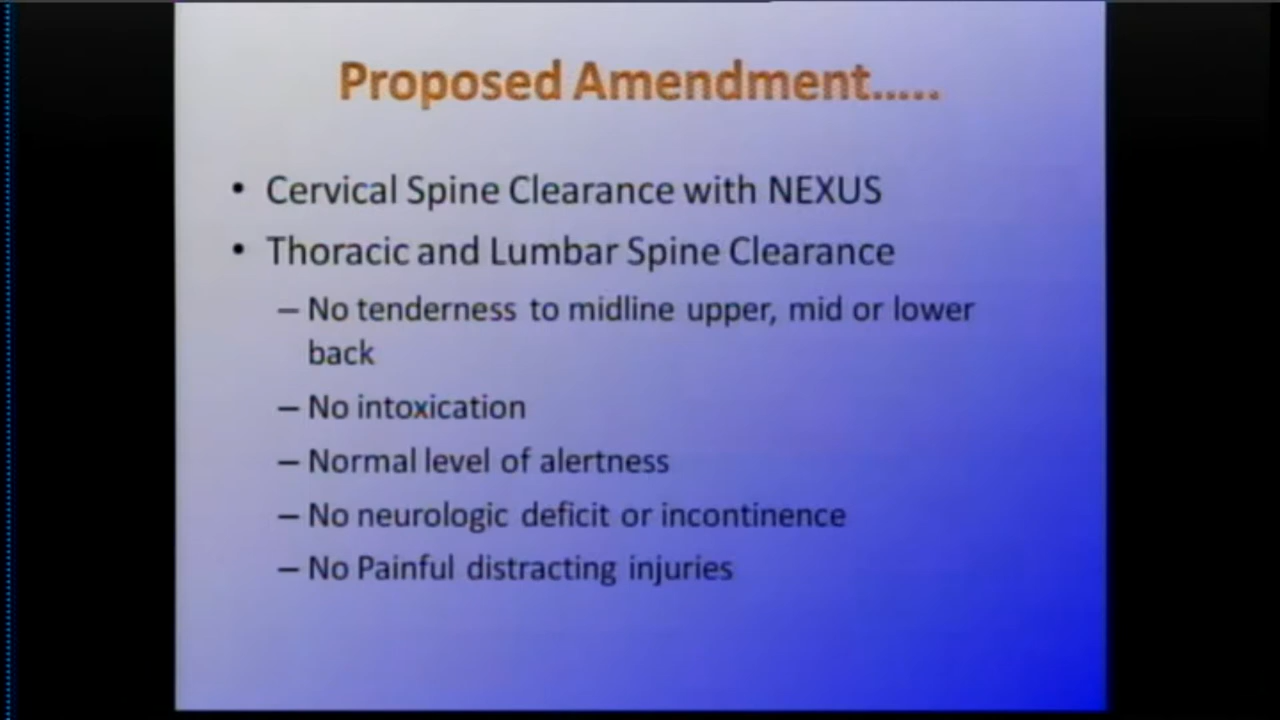 Proposed Amendment.....
• Cervical Spine Clearance with NEXUS
• Thoracic and Lumbar Spine Clearance
– No tenderness to midline upper, mid or lower
back
– No intoxication
– Normal level of alertness
– No neurologic deficit or incontinence
– No Painful distracting injuries